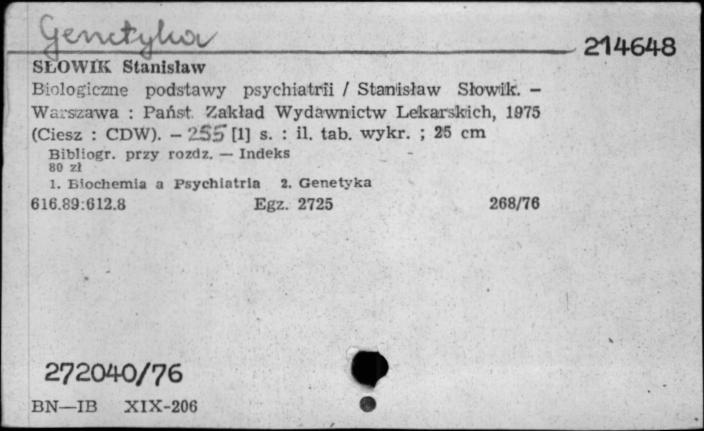 Genetyka
214648
SŁOWIK Stanisław
Biologiczne podstawy psychiatrii / Stanisław Słowik. –
Warszawa : Państ. Zakład Wydawnictw Lekarskich, 1975
(Ciesz : CDW). – 255 [1] s. : il. tab. wykr. ; 25 cm
Bibliogr. przy rozdz. — Indeks
80 zł
1. Biochemia a Psychiatria 2. Genetyka
616.89:612.8 Egz. 2725 268/76
272040/76
BN—IB XIX-206